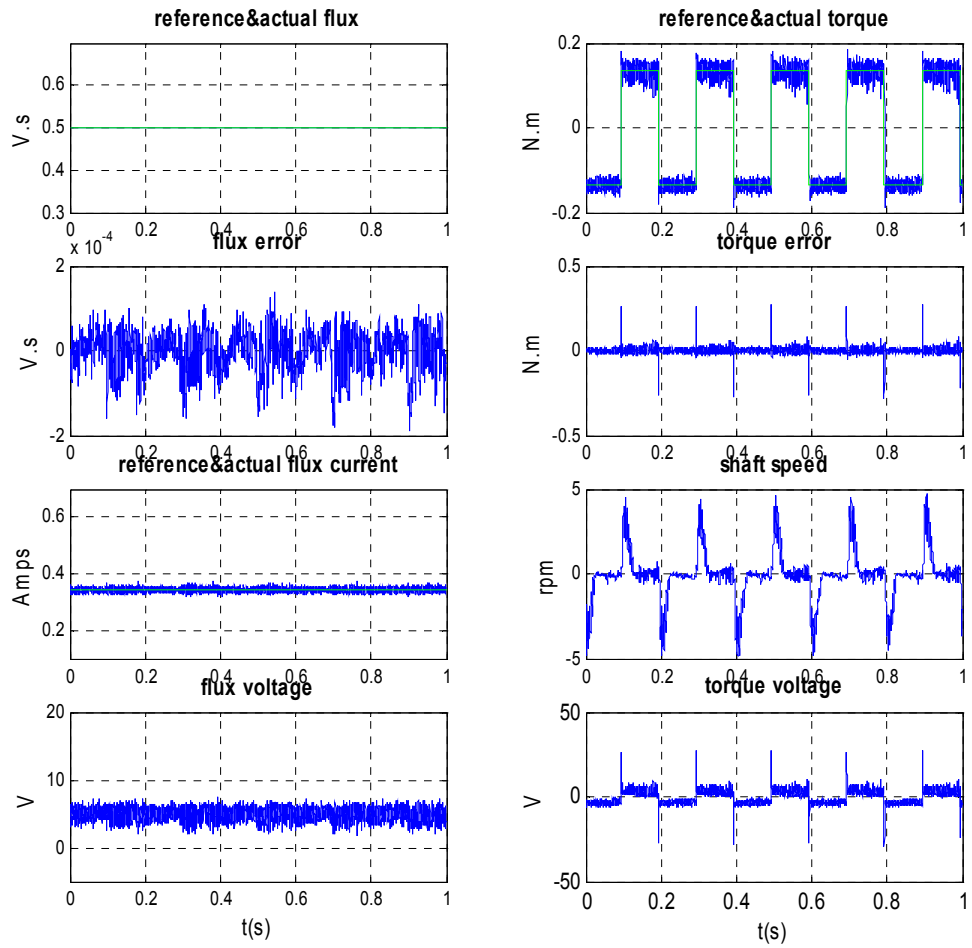 reference&actual flux
0.6
0.5
0.4
0.3
V.s
0 0.2 0.4 0.6 0.8 1
reference&actual torque
0.2
0
-0.2
N.m
0 0.2 0.4 0.6 0.8 1
x 10-4
flux error
2
0
-2
V.s
0 0.2 0.4 0.6 0.8 1
torque error
0.5
0
-0.5
N.m
0 0.2 0.4 0.6 0.8 1
reference&actual flux current
0.6
0.4
0.2
Amps
0 0.2 0.4 0.6 0.8 1
shaft speed
5
0
-5
rpm
0 0.2 0.4 0.6 0.8 1
flux voltage
20
10
0
V
0 0.2 0.4 0.6 0.8 1
t(s)
torque voltage
50
0
-50
V
0 0.2 0.4 0.6 0.8 1
t(s)